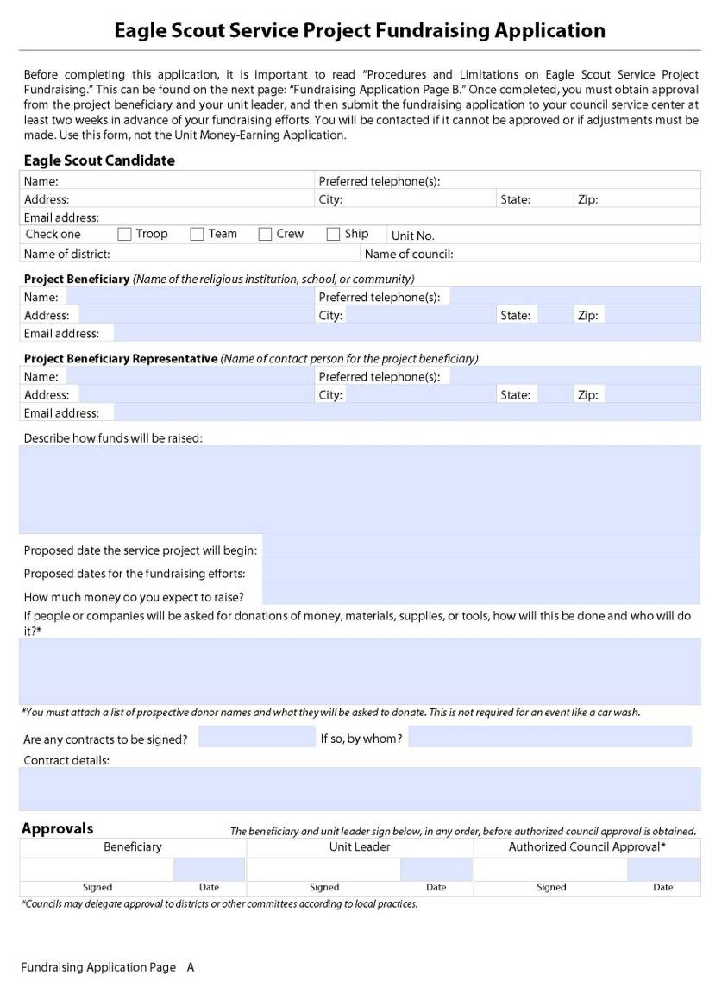 Eagle Scout Service Project Fundraising Application
Before completing this application, it is important to read “Procedures and Limitations on Eagle Scout Service Project
Fundraising.” This can be found on the next page: “Fundraising Application Page B.” Once completed, you must obtain approval
from the project beneficiary and your unit leader, and then submit the fundraising application to your council service center at
least two weeks in advance of your fundraising efforts. You will be contacted if it cannot be approved or if adjustments must be
made. Use this form, not the Unit Money-Earning Application.
Eagle Scout Candidate
Name: Preferred telephone(s):
Address: City: State: Zip:
Email address:
Check one Troop Team Crew Ship Unit No.
Name of district: Name of council:
Project Beneficiary (Name of the religious institution, school, or community)
Name: Preferred telephone(s):
Address: City: State: Zip:
Email address:
Project Beneficiary Representative (Name of contact person for the project beneficiary)
Name: Preferred telephone(s):
Address: City: State: Zip:
Email address:
Describe how funds will be raised:
Proposed date the service project will begin:
Proposed dates for the fundraising efforts:
How much money do you expect to raise?
If people or companies will be asked for donations of money, materials, supplies, or tools, how will this be done and who will do
it?*
*You must attach a list of prospective donor names and what they will be asked to donate. This is not required for an event like a car wash.
Are any contracts to be signed? If so, by whom?
Contract details:
Approvals The beneficiary and unit leader sign below, in any order, before authorized council approval is obtained.
Beneficiary Unit Leader Authorized Council Approval*
Signed Date Signed Date Signed Date
*Councils may delegate approval to districts or other committees according to local practices.
Fundraising Application Page A